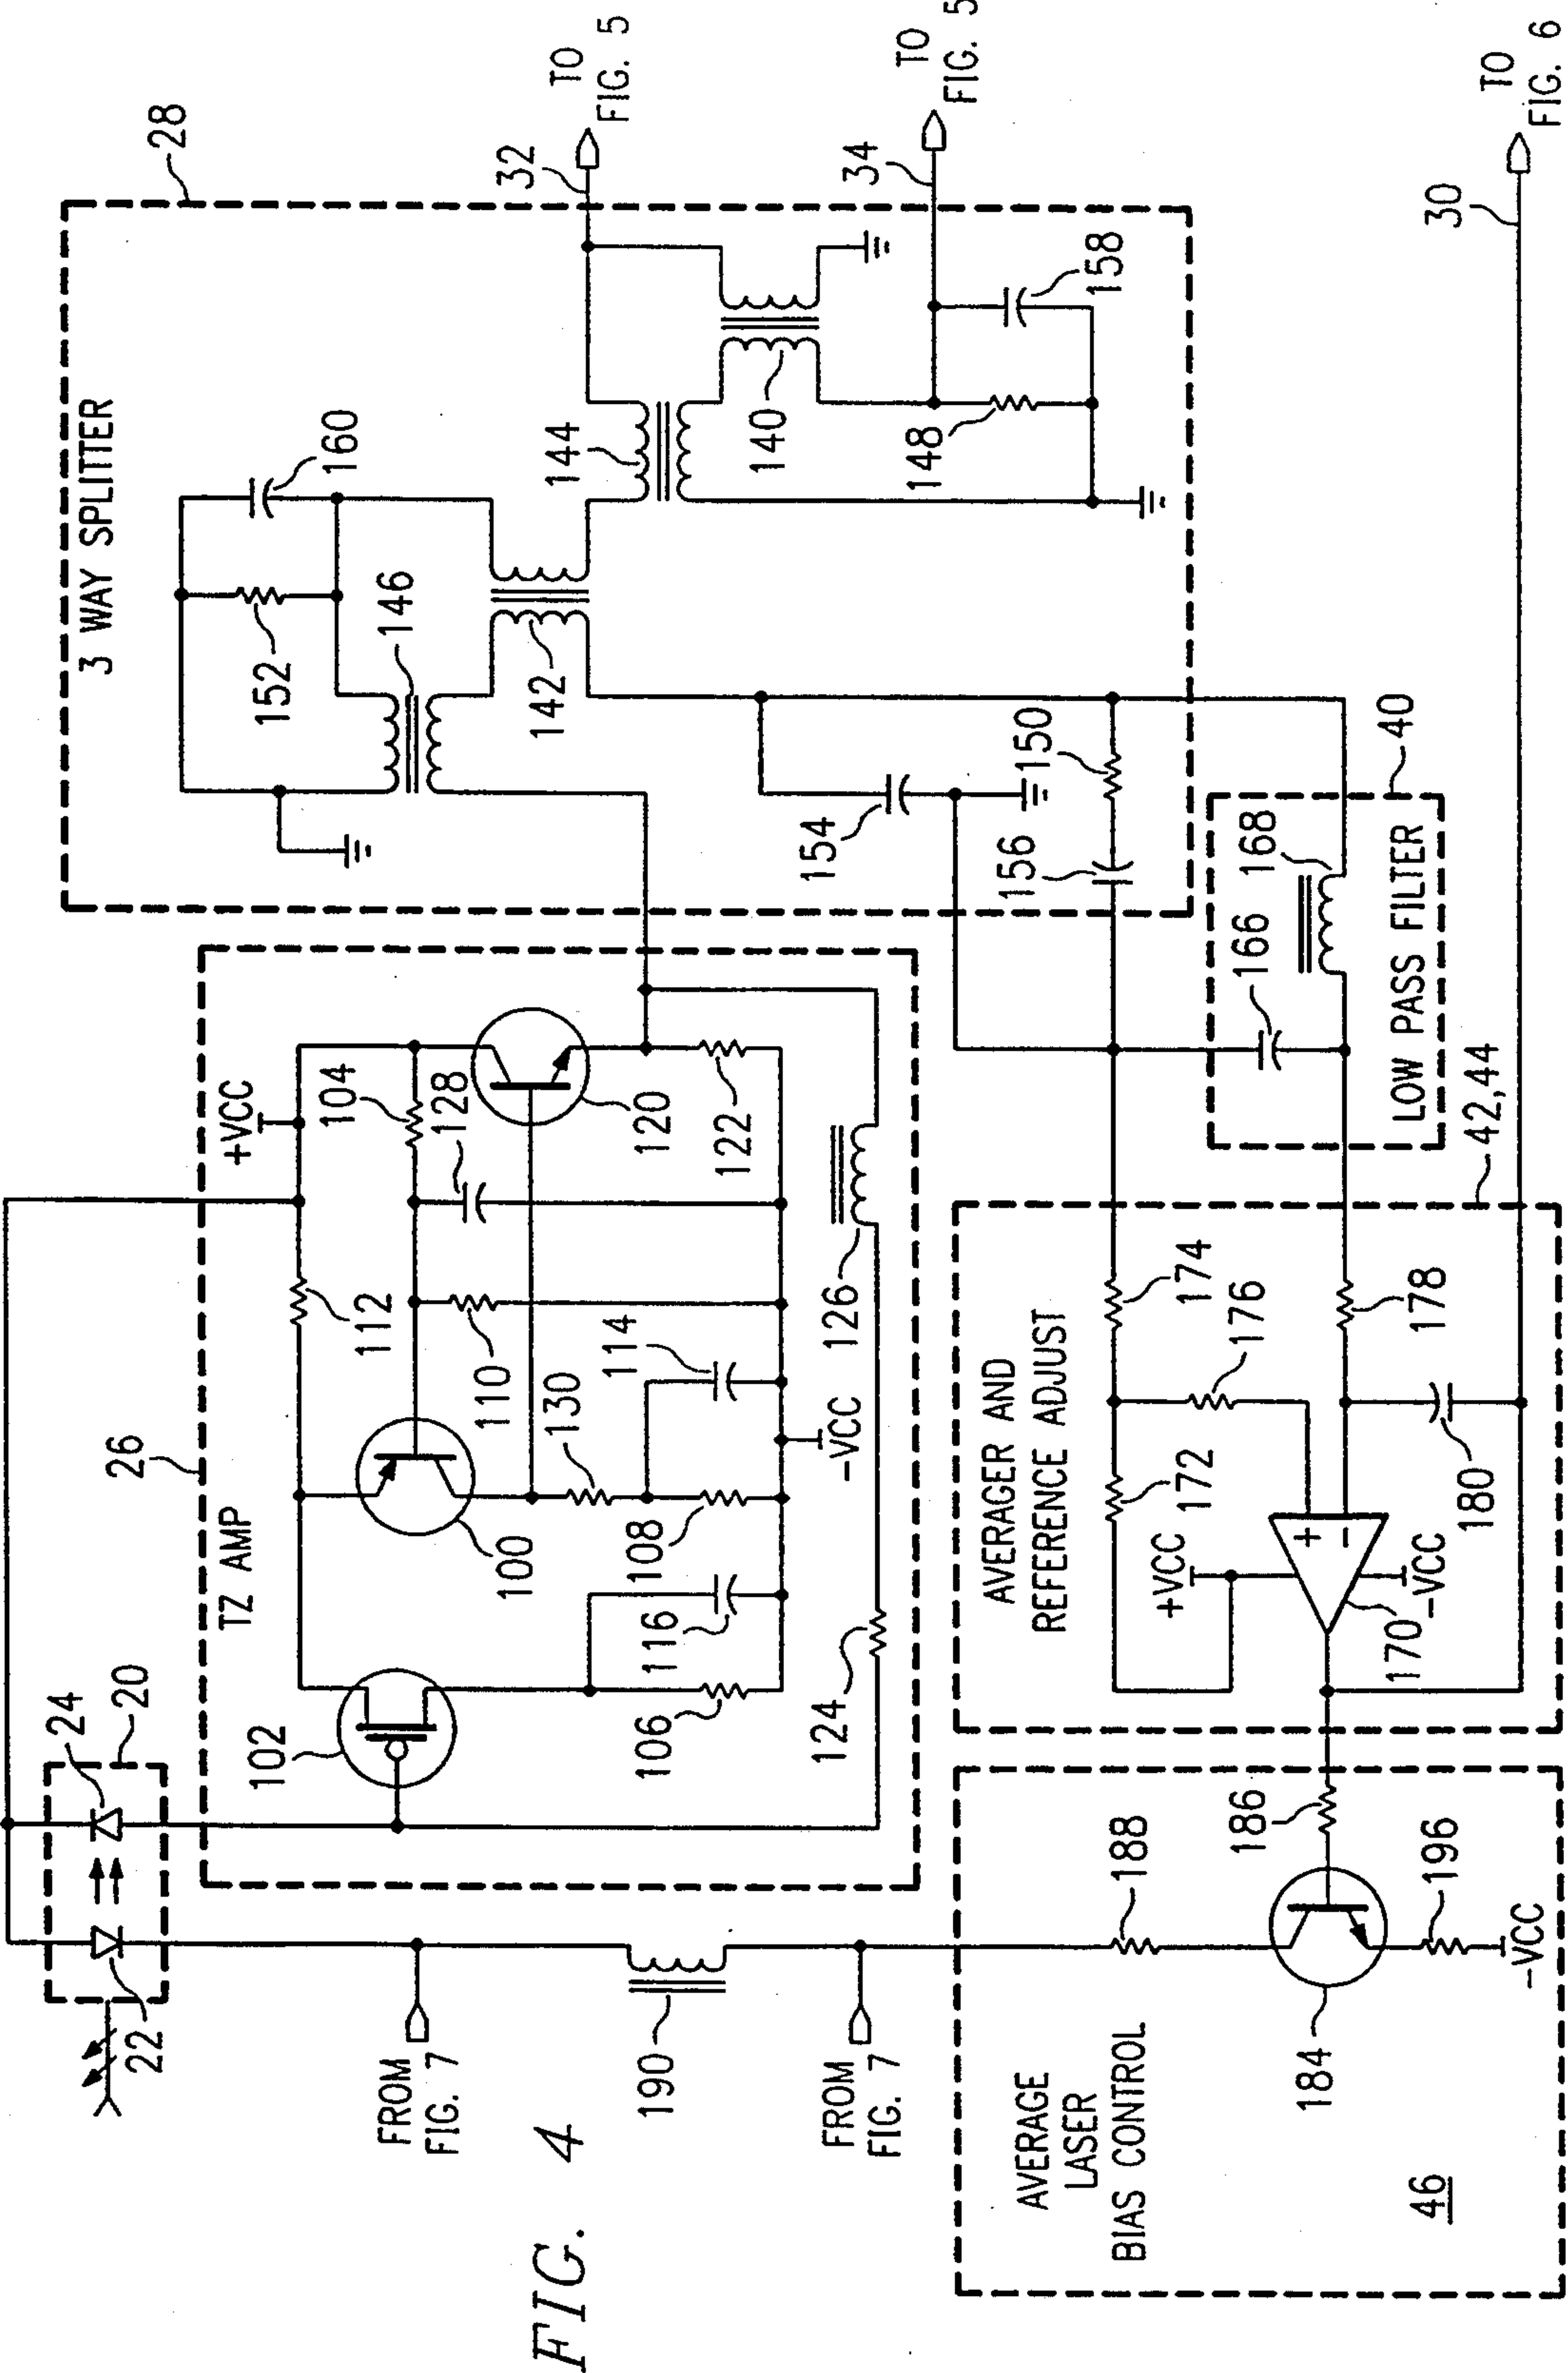 28
3 WAY SPLITTER
160
152
146
144
142
140
148
158
32
TO
FIG. 5
34
TO
FIG. 5
30
TO
FIG. 6
154
150
156
40
168
166
LOW PASS FILTER
42,44
26
TZ AMP
+VCC
104
128
120
122
112
110
130
114
126
100
108
-VCC
102
116
106
124
24
20
22
FROM
FIG. 7
190
FROM
FIG. 7
AVERAGER AND
REFERENCE ADJUST
174
176
178
172
180
+VCC
+
-
-VCC
170
186
188
196
184
-VCC
AVERAGE
LASER
BIAS CONTROL
46
FIG. 4